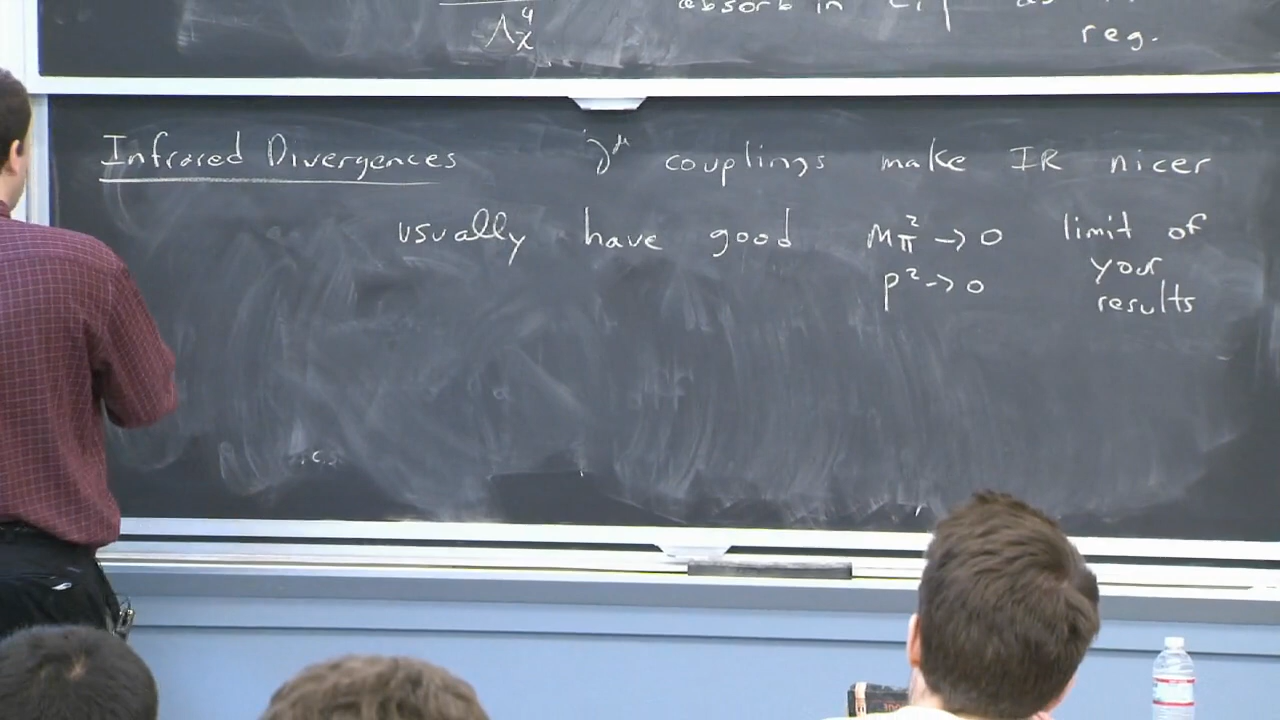 Λχ⁴
absorb in
reg.
Infrared Divergences ∂^μ couplings make IR nicer
usually have good mπ² → 0 limit of
p² → 0 your
results